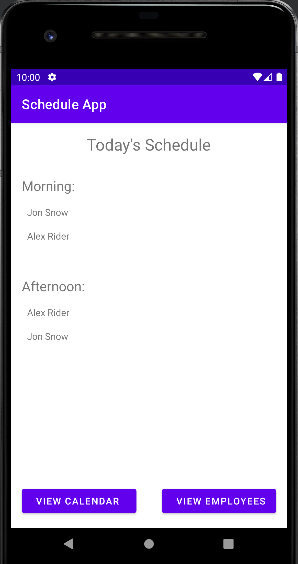 10:00
Schedule App
Today's Schedule
Morning:
Jon Snow
Alex Rider
Afternoon:
Alex Rider
Jon Snow
VIEW CALENDAR
VIEW EMPLOYEES